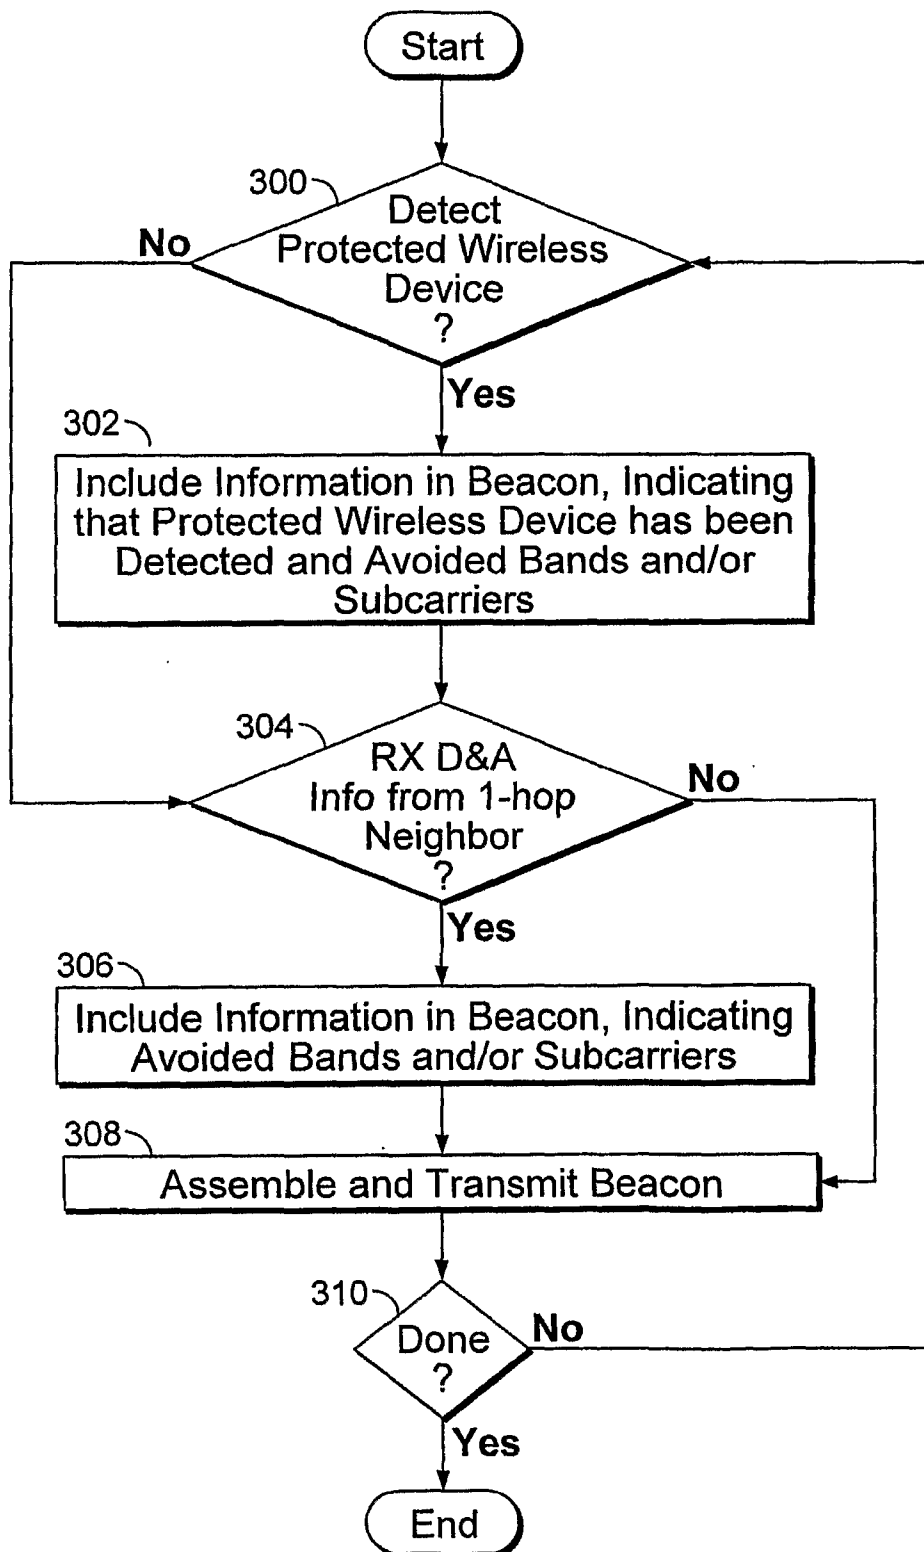 Start
300
Detect
Protected Wireless
Device
?
No
Yes
302
Include Information in Beacon, Indicating
that Protected Wireless Device has been
Detected and Avoided Bands and/or
Subcarriers
304
RX D&A
Info from 1-hop
Neighbor
?
No
Yes
306
Include Information in Beacon, Indicating
Avoided Bands and/or Subcarriers
308
Assemble and Transmit Beacon
310
Done
?
No
Yes
End